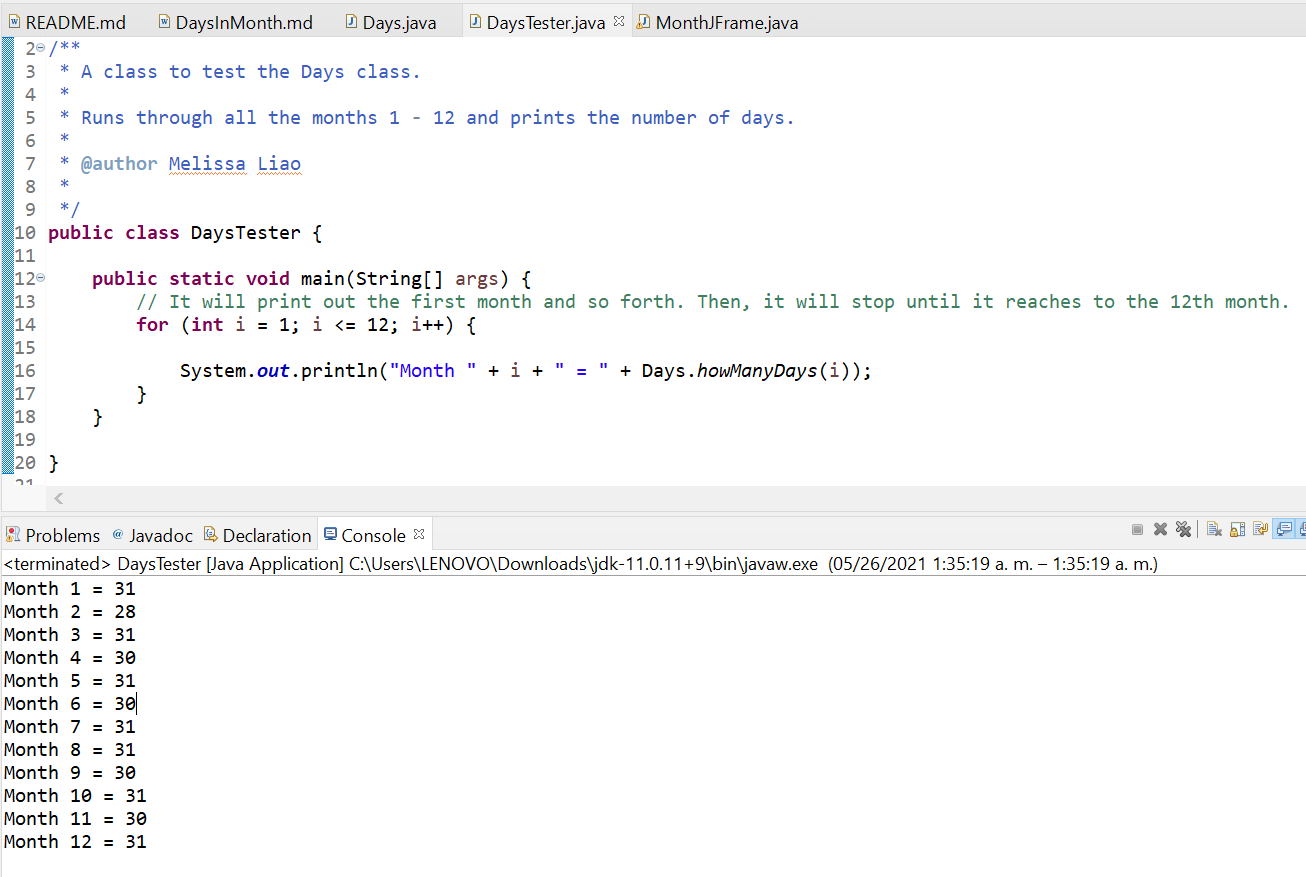 README.md DaysInMonth.md Days.java DaysTester.java MonthJFrame.java
2 /**
3  * A class to test the Days class.
4  *
5  * Runs through all the months 1 - 12 and prints the number of days.
6  *
7  * @author Melissa Liao
8  *
9  */
10 public class DaysTester {
11
12     public static void main(String[] args) {
13         // It will print out the first month and so forth. Then, it will stop until it reaches to the 12th month.
14         for (int i = 1; i <= 12; i++) {
15
16             System.out.println("Month " + i + " = " + Days.howManyDays(i));
17         }
18     }
19
20 }
21
Problems Javadoc Declaration Console
<terminated> DaysTester [Java Application] C:\Users\LENOVO\Downloads\jdk-11.0.11+9\bin\javaw.exe  (05/26/2021 1:35:19 a. m. – 1:35:19 a. m.)
Month 1 = 31
Month 2 = 28
Month 3 = 31
Month 4 = 30
Month 5 = 31
Month 6 = 30
Month 7 = 31
Month 8 = 31
Month 9 = 30
Month 10 = 31
Month 11 = 30
Month 12 = 31